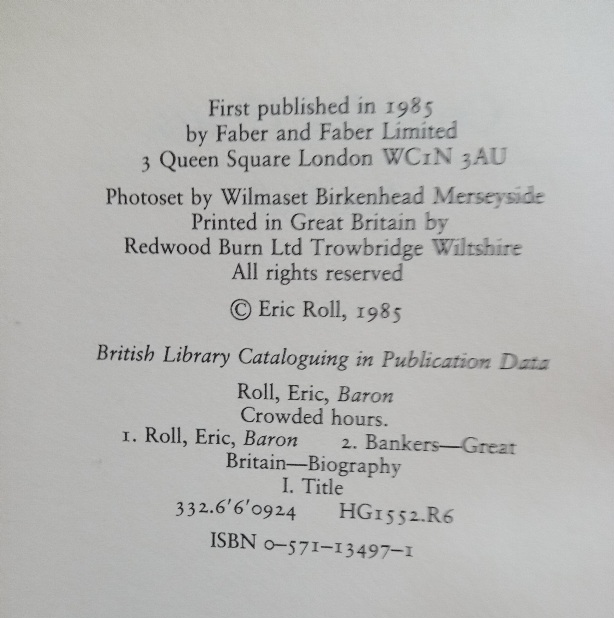 First published in 1985
by Faber and Faber Limited
3 Queen Square London WC1N 3AU
Photoset by Wilmaset Birkenhead Merseyside
Printed in Great Britain by
Redwood Burn Ltd Trowbridge Wiltshire
All rights reserved
© Eric Roll, 1985
British Library Cataloguing in Publication Data
Roll, Eric, Baron
Crowded hours.
1. Roll, Eric, Baron 2. Bankers—Great
Britain—Biography
I. Title
332.6'6'0924 HG1552.R6
ISBN 0–571–13497–1